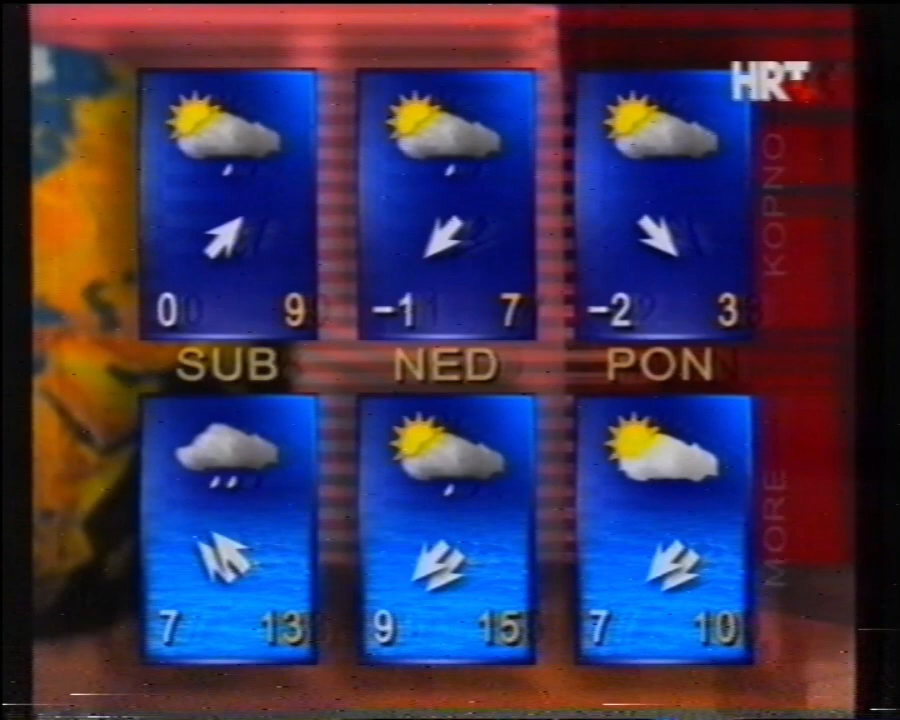 HRT
KOPNO
0 9 -1 7 -2 3
SUB NED PON
MORE
7 13 9 15 7 10